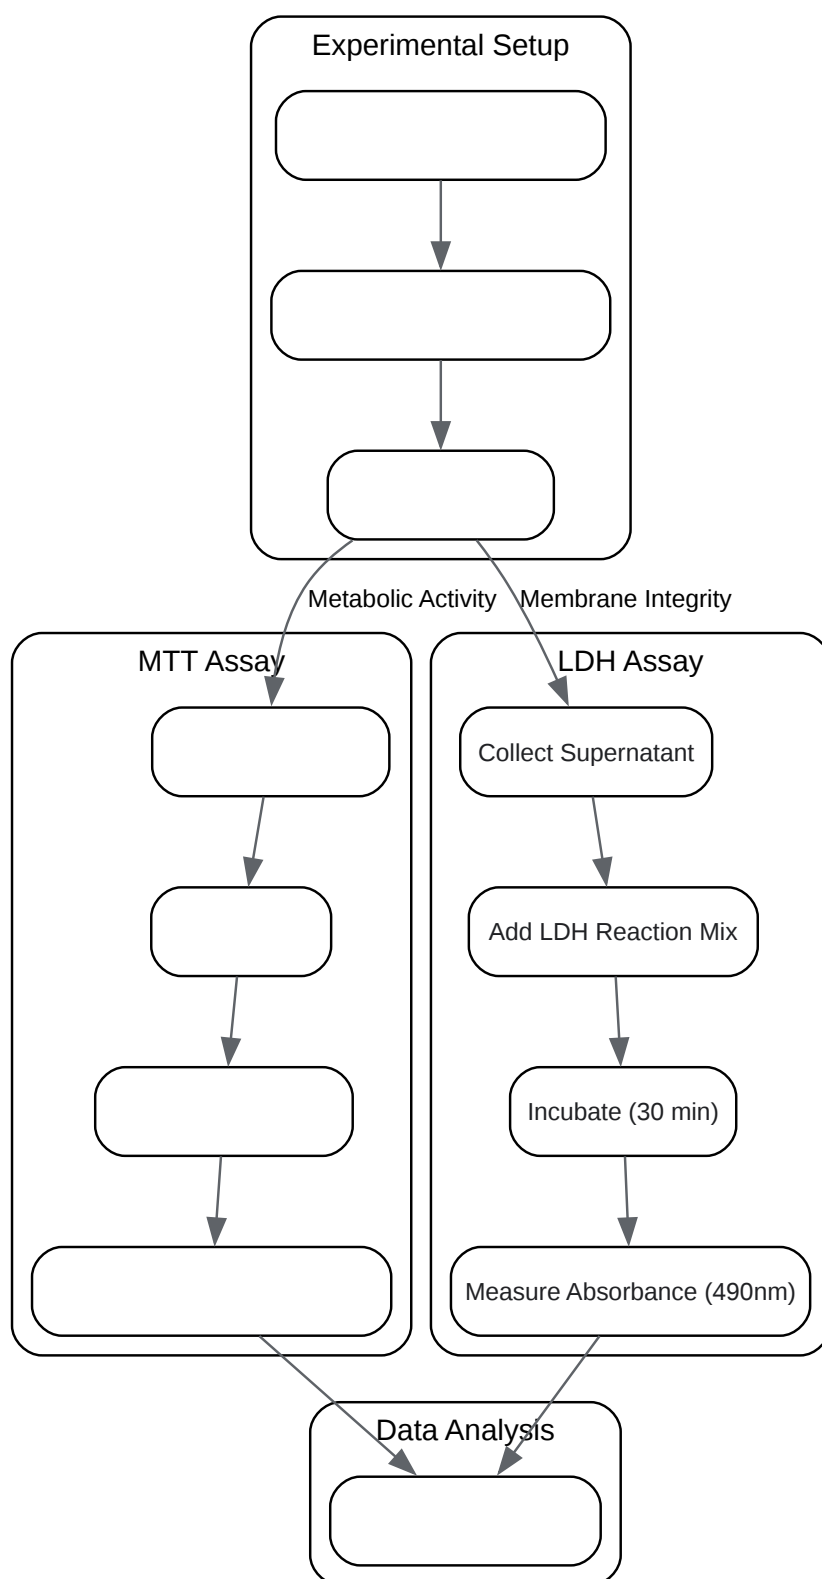 Experimental Setup
Metabolic Activity
Membrane Integrity
MTT Assay
LDH Assay
Collect Supernatant
Add LDH Reaction Mix
Incubate (30 min)
Measure Absorbance (490nm)
Data Analysis